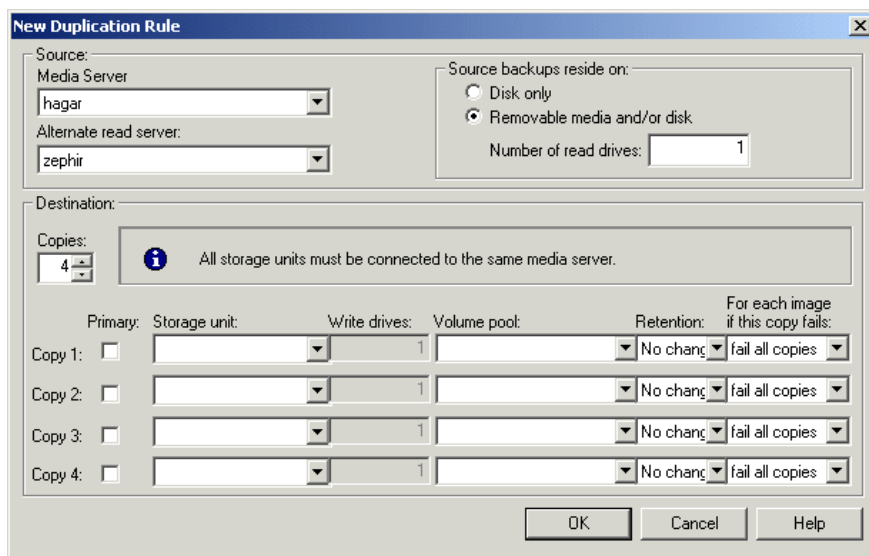 New Duplication Rule
Source:
Media Server
hagar
Alternate read server:
zephir
Source backups reside on:
Disk only
Removable media and/or disk
Number of read drives: 1
Destination:
Copies:
4
All storage units must be connected to the same media server.
Primary: Storage unit: Write drives: Volume pool: Retention: For each image if this copy fails:
Copy 1: 1 No chang fail all copies
Copy 2: 1 No chang fail all copies
Copy 3: 1 No chang fail all copies
Copy 4: 1 No chang fail all copies
OK Cancel Help